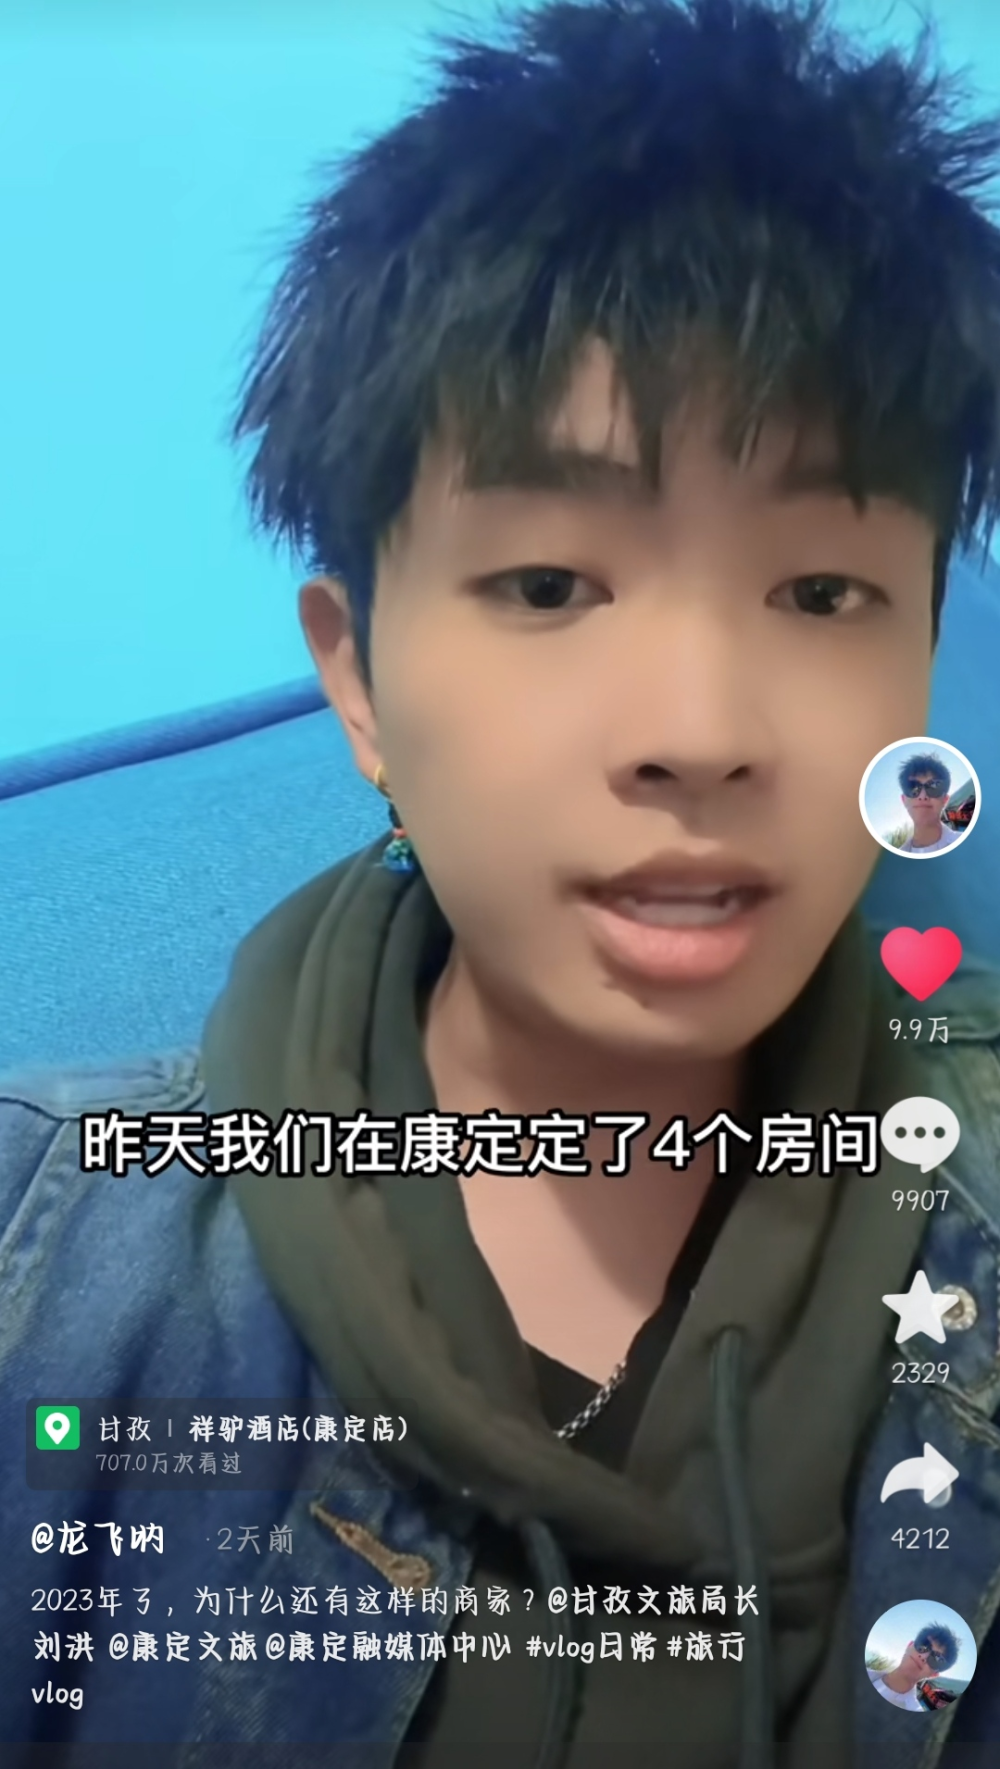 昨天我们在康定定了4个房间
9.9万
9907
2329
4212
甘孜 | 祥驴酒店(康定店)
707.0万次看过
@龙飞呐 ·2天前
2023年了，为什么还有这样的商家？@甘孜文旅局长
刘洪 @康定文旅@康定融媒体中心 #vlog日常 #旅行
vlog